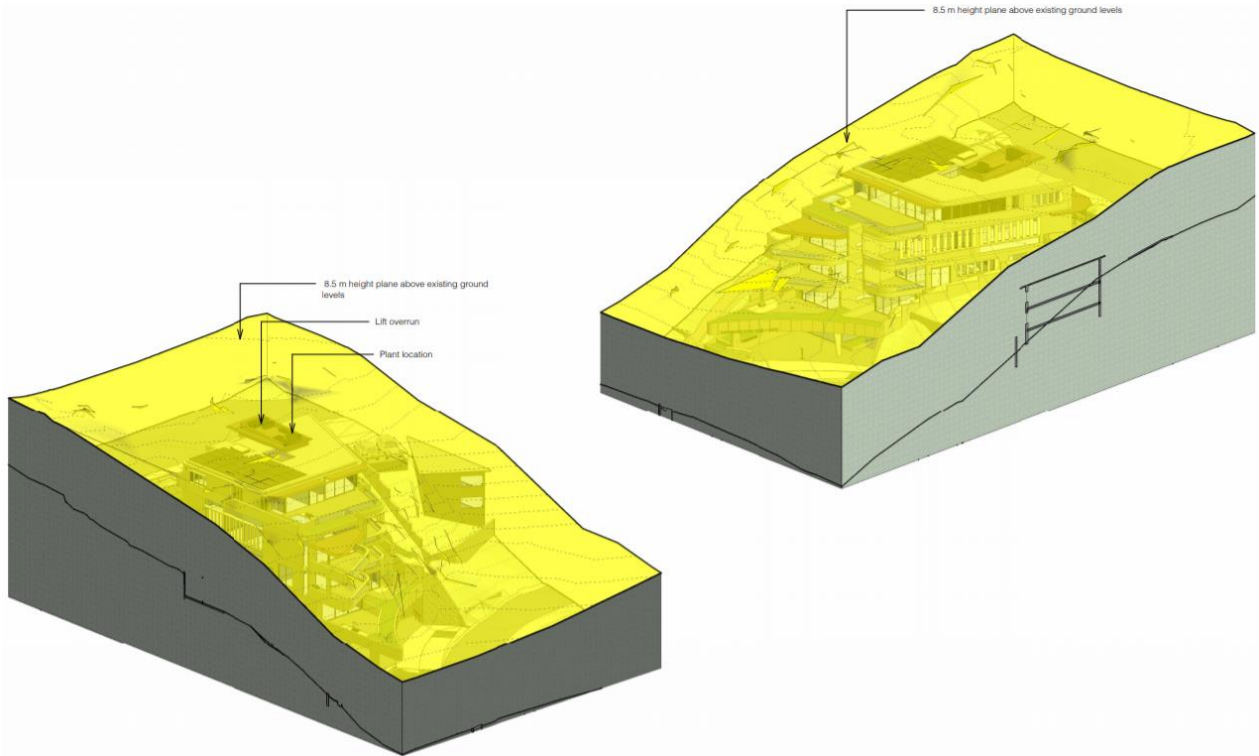 8.5 m height plane above existing ground levels
8.5 m height plane above existing ground
levels
Lift overrun
Plant location